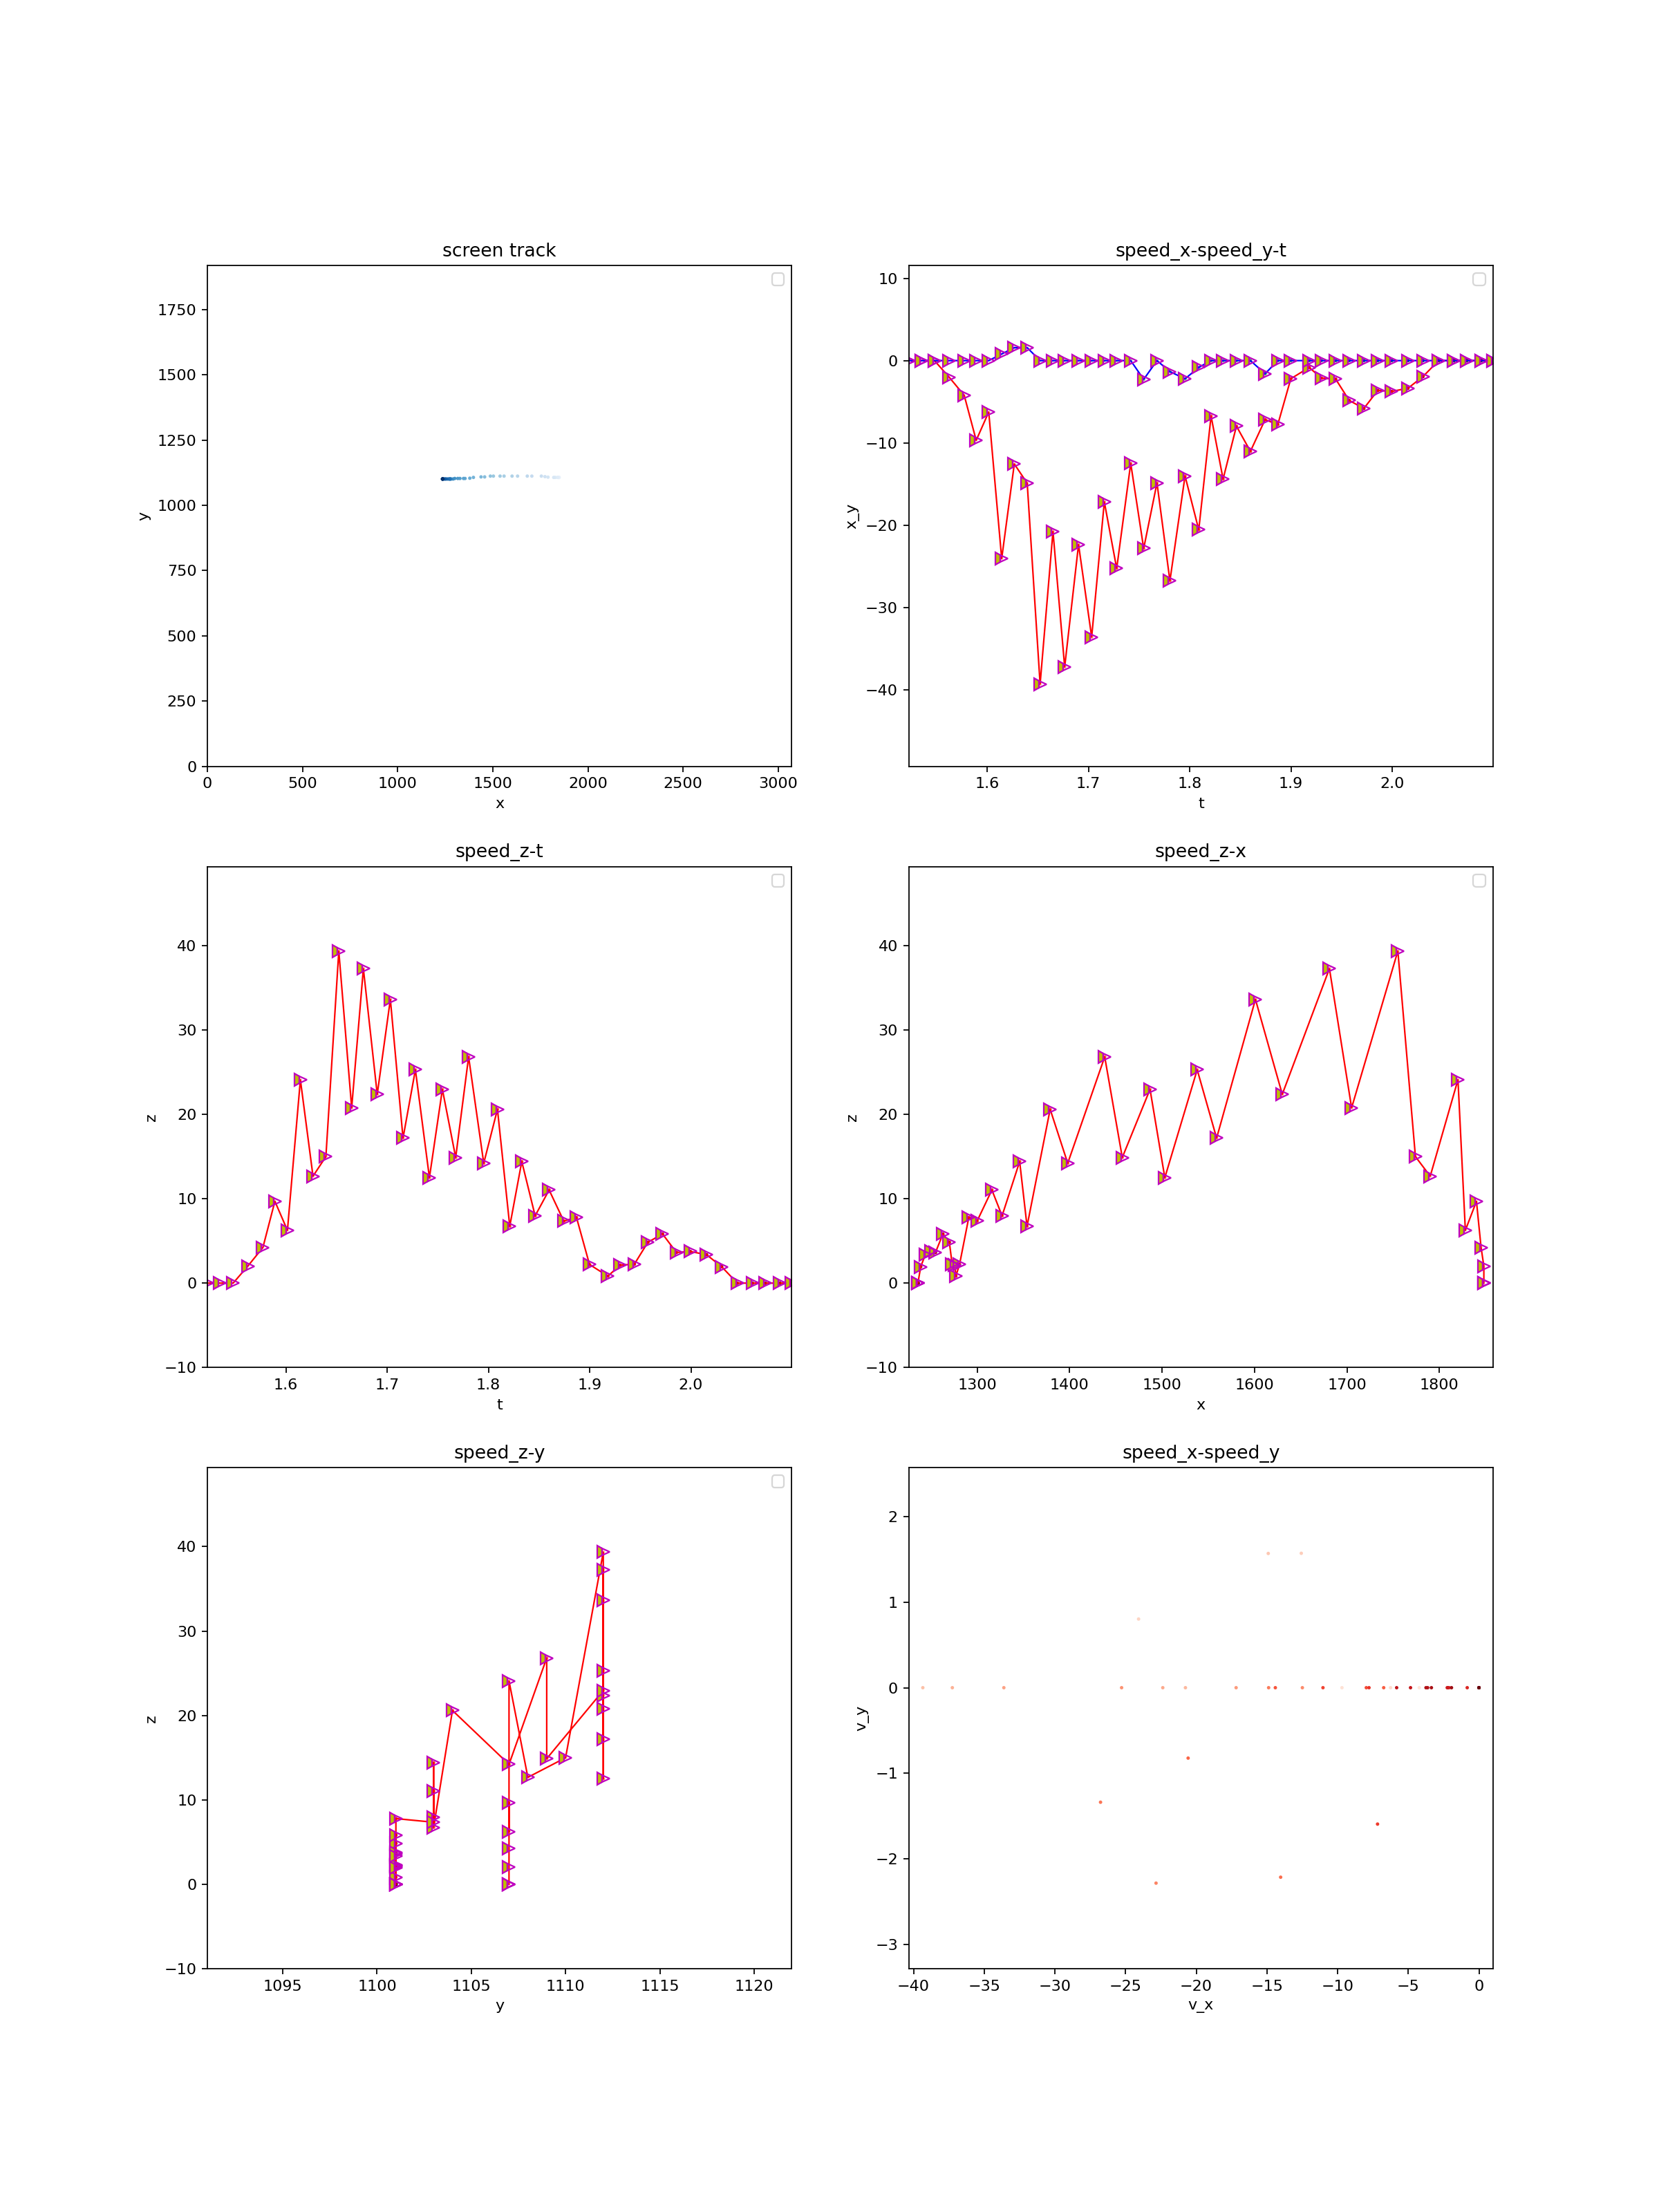 screen track
1750
1500
1250
1000
750
500
250
0
y
0 500 1000 1500 2000 2500 3000
x
speed_x-speed_y-t
10
0
−10
−20
−30
−40
x_y
1.6 1.7 1.8 1.9 2.0
t
speed_z-t
40
30
20
10
0
−10
z
1.6 1.7 1.8 1.9 2.0
t
speed_z-x
40
30
20
10
0
−10
z
1300 1400 1500 1600 1700 1800
x
speed_z-y
40
30
20
10
0
−10
z
1095 1100 1105 1110 1115 1120
y
speed_x-speed_y
2
1
0
−1
−2
−3
v_y
−40 −35 −30 −25 −20 −15 −10 −5 0
v_x